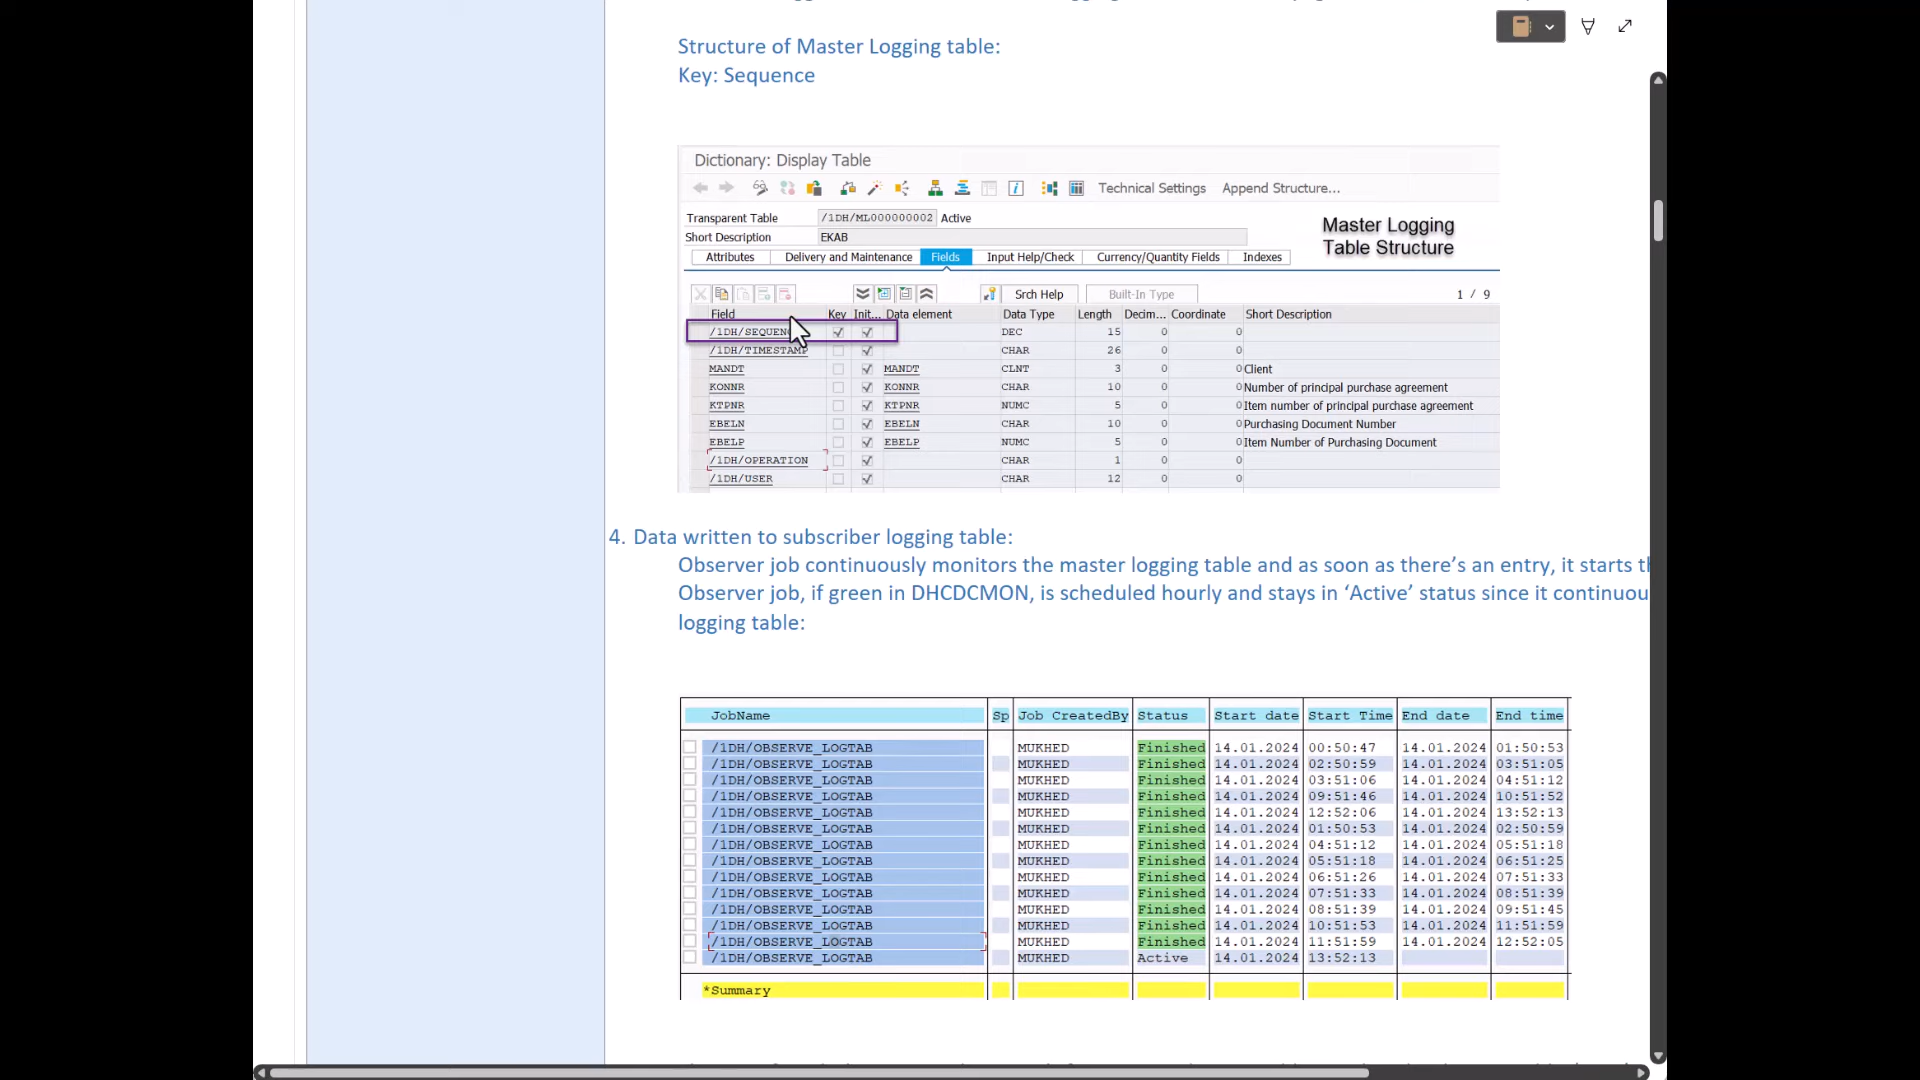 Structure of Master Logging table:
Key: Sequence
Dictionary: Display Table
Technical Settings Append Structure...
Transparent Table /1DH/ML000000002 Active
Short Description EKAB
Master Logging
Table Structure
Attributes Delivery and Maintenance Fields Input Help/Check Currency/Quantity Fields Indexes
Srch Help Built-In Type 1 / 9
Field Key Init... Data element Data Type Length Decim... Coordinate Short Description
DEC 15 0 0
/1DH/TIMESTAMP CHAR 26 0 0
MANDT MANDT CLNT 3 0 0 Client
KONNR KONNR CHAR 10 0 0 Number of principal purchase agreement
KTPNR KTPNR NUMC 5 0 0 Item number of principal purchase agreement
EBELN EBELN CHAR 10 0 0 Purchasing Document Number
EBELP EBELP NUMC 5 0 0 Item Number of Purchasing Document
/1DH/OPERATION CHAR 1 0 0
/1DH/USER CHAR 12 0 0
4. Data written to subscriber logging table:
Observer job continuously monitors the master logging table and as soon as there’s an entry, it starts
Observer job, if green in DHCDCMON, is scheduled hourly and stays in ‘Active’ status since it
logging table:
JobName Sp Job CreatedBy Status Start date Start Time End date End time
/1DH/OBSERVE_LOGTAB MUKHED Finished 14.01.2024 00:50:47 14.01.2024 01:50:53
/1DH/OBSERVE_LOGTAB MUKHED Finished 14.01.2024 02:50:59 14.01.2024 03:51:05
/1DH/OBSERVE_LOGTAB MUKHED Finished 14.01.2024 03:51:06 14.01.2024 04:51:12
/1DH/OBSERVE_LOGTAB MUKHED Finished 14.01.2024 09:51:46 14.01.2024 10:51:52
/1DH/OBSERVE_LOGTAB MUKHED Finished 14.01.2024 12:52:06 14.01.2024 13:52:13
/1DH/OBSERVE_LOGTAB MUKHED Finished 14.01.2024 01:50:53 14.01.2024 02:50:59
/1DH/OBSERVE_LOGTAB MUKHED Finished 14.01.2024 04:51:12 14.01.2024 05:51:18
/1DH/OBSERVE_LOGTAB MUKHED Finished 14.01.2024 05:51:18 14.01.2024 06:51:25
/1DH/OBSERVE_LOGTAB MUKHED Finished 14.01.2024 06:51:26 14.01.2024 07:51:33
/1DH/OBSERVE_LOGTAB MUKHED Finished 14.01.2024 07:51:33 14.01.2024 08:51:39
/1DH/OBSERVE_LOGTAB MUKHED Finished 14.01.2024 08:51:39 14.01.2024 09:51:45
/1DH/OBSERVE_LOGTAB MUKHED Finished 14.01.2024 10:51:53 14.01.2024 11:51:59
/1DH/OBSERVE_LOGTAB MUKHED Finished 14.01.2024 11:51:59 14.01.2024 12:52:05
/1DH/OBSERVE_LOGTAB MUKHED Active 14.01.2024 13:52:13
*Summary